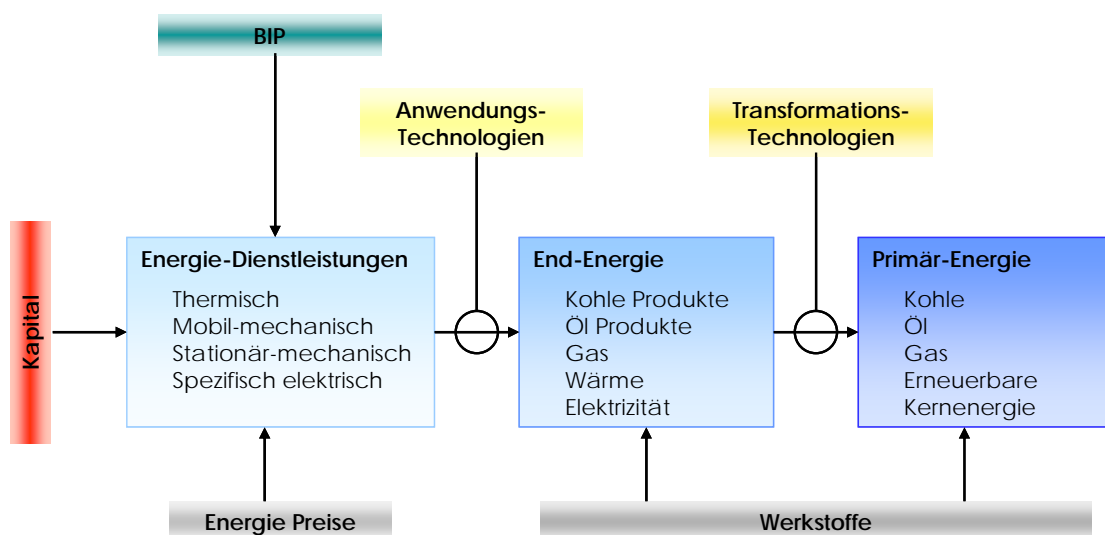 BIP
Anwendungs-
Technologien
Transformations-
Technologien
Kapital
Energie-Dienstleistungen
Thermisch
Mobil-mechanisch
Stationär-mechanisch
Spezifisch elektrisch
End-Energie
Kohle Produkte
Öl Produkte
Gas
Wärme
Elektrizität
Primär-Energie
Kohle
Öl
Gas
Erneuerbare
Kernenergie
Energie Preise
Werkstoffe